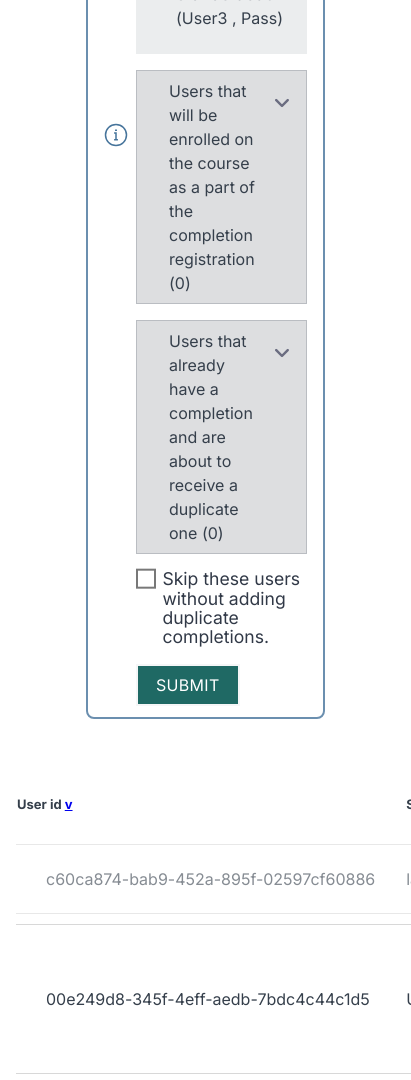 (User3 , Pass)
Users that
will be
enrolled on
the course
as a part of
the
completion
registration
(0)
Users that
already
have a
completion
and are
about to
receive a
duplicate
one (0)
Skip these users
without adding
duplicate
completions.
SUBMIT
User id v
c60ca874-bab9-452a-895f-02597cf60886
00e249d8-345f-4eff-aedb-7bdc4c44c1d5